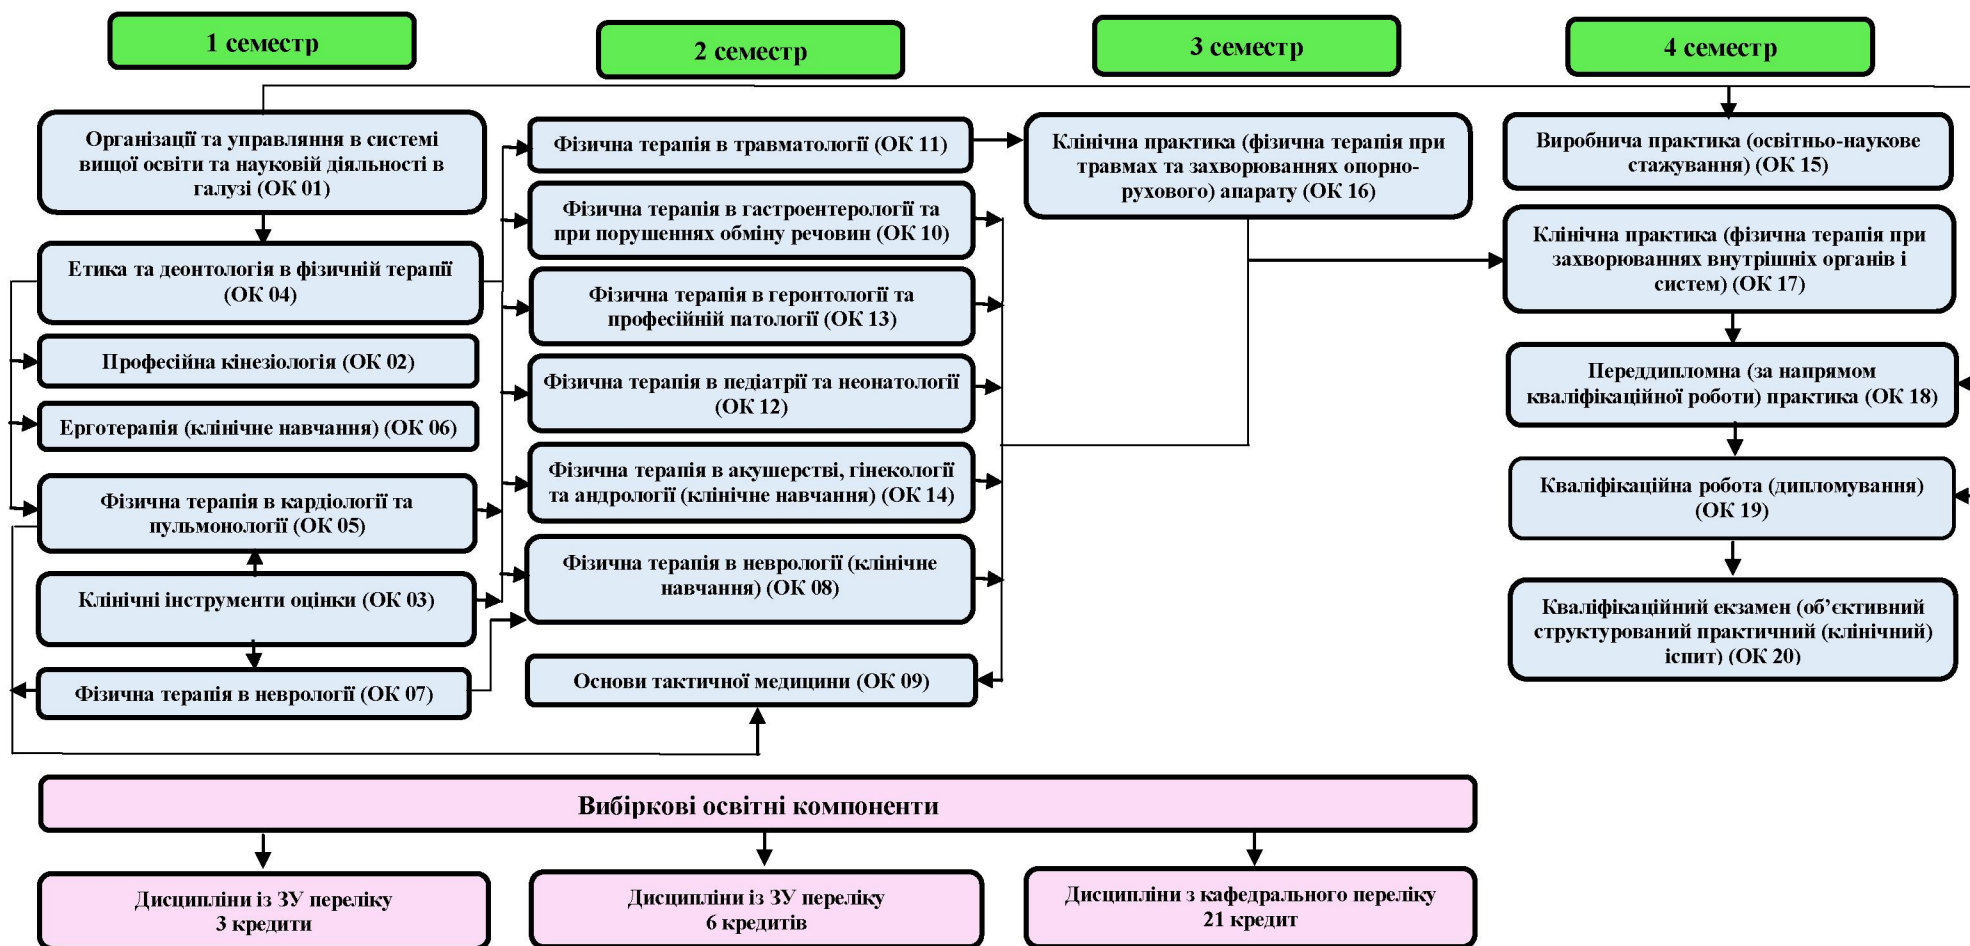 1 семестр
2 семестр
3 семестр
4 семестр
Організації та управляння в системі
вищої освіти та науковій діяльності в
галузі (ОК 01)
Етика та деонтологія в фізичній терапії
(ОК 04)
Професійна кінезіологія (ОК 02)
Ерготерапія (клінічне навчання) (ОК 06)
Фізична терапія в кардіології та
пульмонології (ОК 05)
Клінічні інструменти оцінки (ОК 03)
Фізична терапія в неврології (ОК 07)
Фізична терапія в травматології (ОК 11)
Фізична терапія в гастроентерології та
при порушеннях обміну речовин (ОК 10)
Фізична терапія в геронтології та
професійній патології (ОК 13)
Фізична терапія в педіатрії та неонатології
(ОК 12)
Фізична терапія в акушерстві, гінекології
та андрології (клінічне навчання) (ОК 14)
Фізична терапія в неврології (клінічне
навчання) (ОК 08)
Основи тактичної медицини (ОК 09)
Клінічна практика (фізична терапія при
травмах та захворюваннях опорно-
рухового) апарату (ОК 16)
Виробнича практика (освітньо-наукове
стажування) (ОК 15)
Клінічна практика (фізична терапія при
захворюваннях внутрішніх органів і
систем) (ОК 17)
Переддипломна (за напрямом
кваліфікаційної роботи) практика (ОК 18)
Кваліфікаційна робота (дипломування)
(ОК 19)
Кваліфікаційний екзамен (об’єктивний
структурований практичний (клінічний)
іспит) (ОК 20)
Вибіркові освітні компоненти
Дисципліни із ЗУ переліку
3 кредити
Дисципліни із ЗУ переліку
6 кредитів
Дисципліни з кафедрального переліку
21 кредит